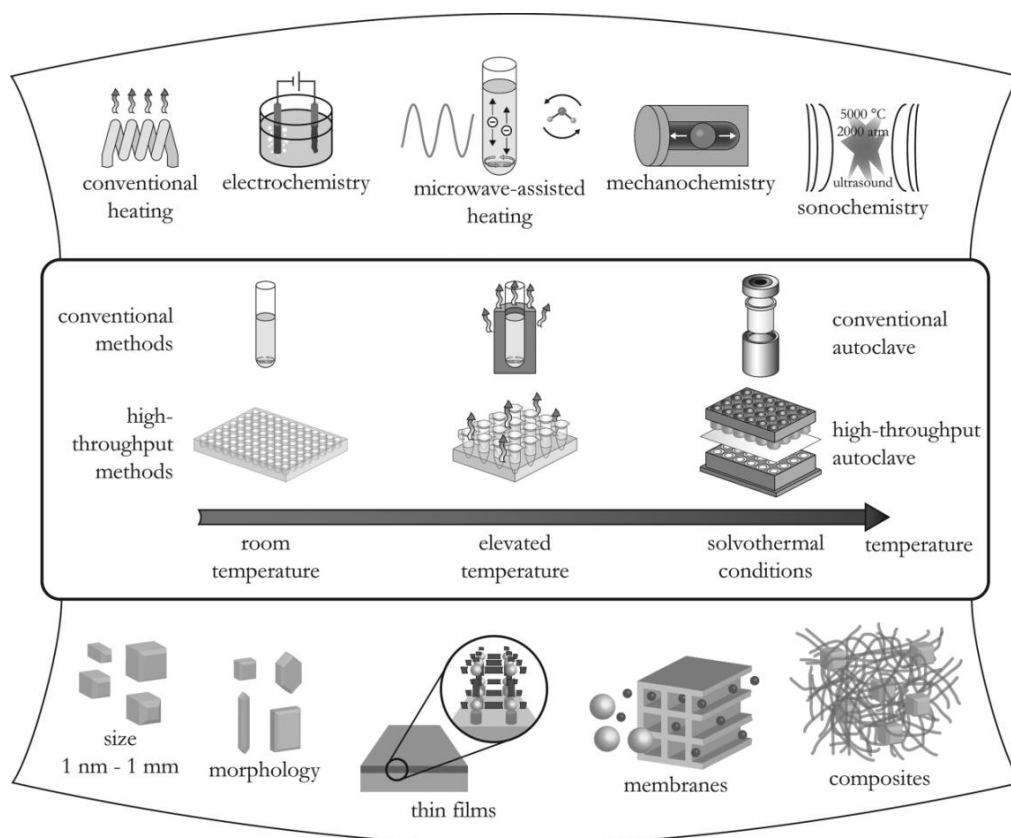 conventional
heating
electrochemistry
microwave-assisted
heating
mechanochemistry
5000 °C
2000 atm
ultrasound
sonochemistry
conventional
methods
conventional
autoclave
high-
throughput
methods
high-throughput
autoclave
room
temperature
elevated
temperature
solvothermal
conditions
temperature
size
1 nm - 1 mm
morphology
thin films
membranes
composites